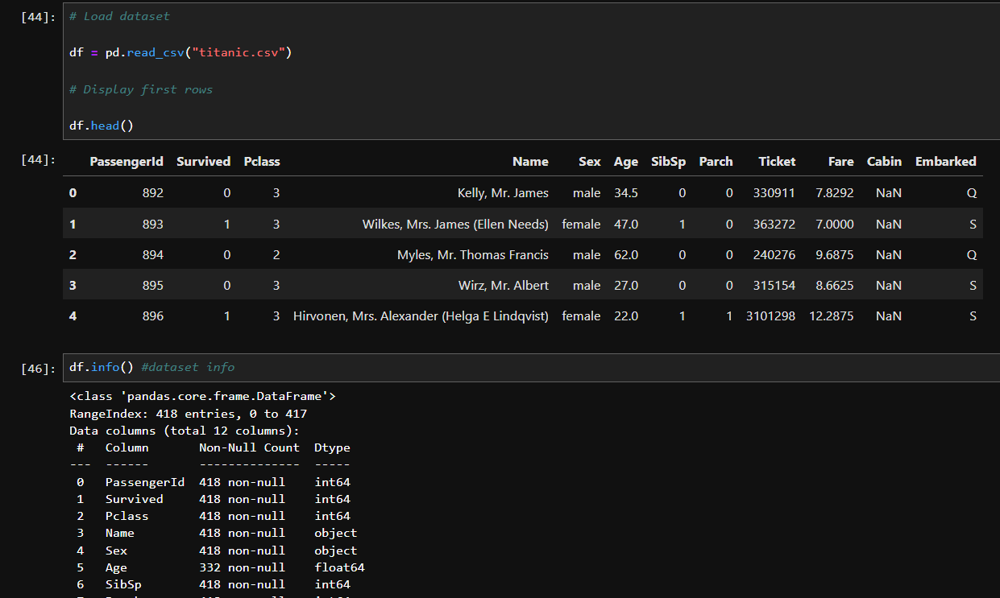 [44]: # Load dataset
df = pd.read_csv("titanic.csv")
# Display first rows
df.head()
[44]: PassengerId Survived Pclass Name Sex Age SibSp Parch Ticket Fare Cabin Embarked
0 892 0 3 Kelly, Mr. James male 34.5 0 0 330911 7.8292 NaN Q
1 893 1 3 Wilkes, Mrs. James (Ellen Needs) female 47.0 1 0 363272 7.0000 NaN S
2 894 0 2 Myles, Mr. Thomas Francis male 62.0 0 0 240276 9.6875 NaN Q
3 895 0 3 Wirz, Mr. Albert male 27.0 0 0 315154 8.6625 NaN S
4 896 1 3 Hirvonen, Mrs. Alexander (Helga E Lindqvist) female 22.0 1 1 3101298 12.2875 NaN S
[46]: df.info() #dataset info
<class 'pandas.core.frame.DataFrame'>
RangeIndex: 418 entries, 0 to 417
Data columns (total 12 columns):
# Column Non-Null Count Dtype
--- ------ -------------- -----
0 PassengerId 418 non-null int64
1 Survived 418 non-null int64
2 Pclass 418 non-null int64
3 Name 418 non-null object
4 Sex 418 non-null object
5 Age 332 non-null float64
6 SibSp 418 non-null int64